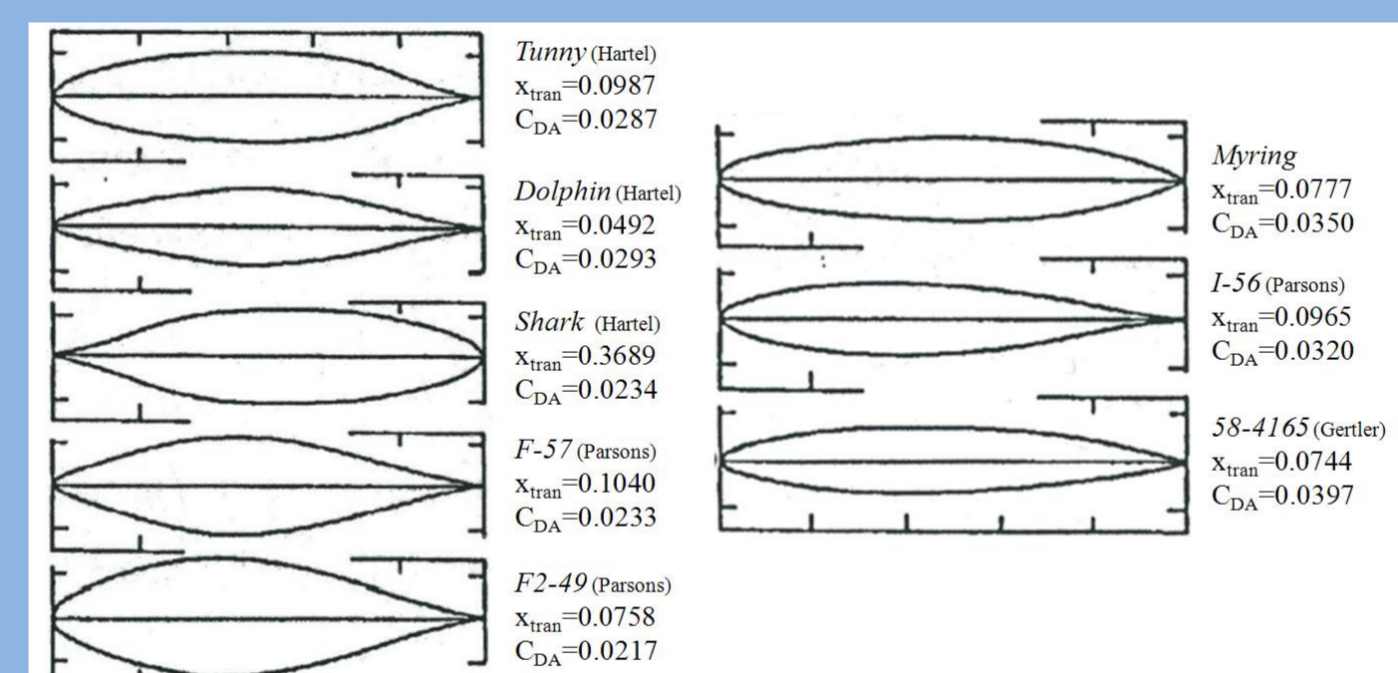 Tunny (Hartel)
xtran=0.0987
CDA=0.0287
Dolphin (Hartel)
xtran=0.0492
CDA=0.0293
Shark (Hartel)
xtran=0.3689
CDA=0.0234
F-57 (Parsons)
xtran=0.1040
CDA=0.0233
F2-49 (Parsons)
xtran=0.0758
CDA=0.0217
Myring
xtran=0.0777
CDA=0.0350
I-56 (Parsons)
xtran=0.0965
CDA=0.0320
58-4165 (Gertler)
xtran=0.0744
CDA=0.0397